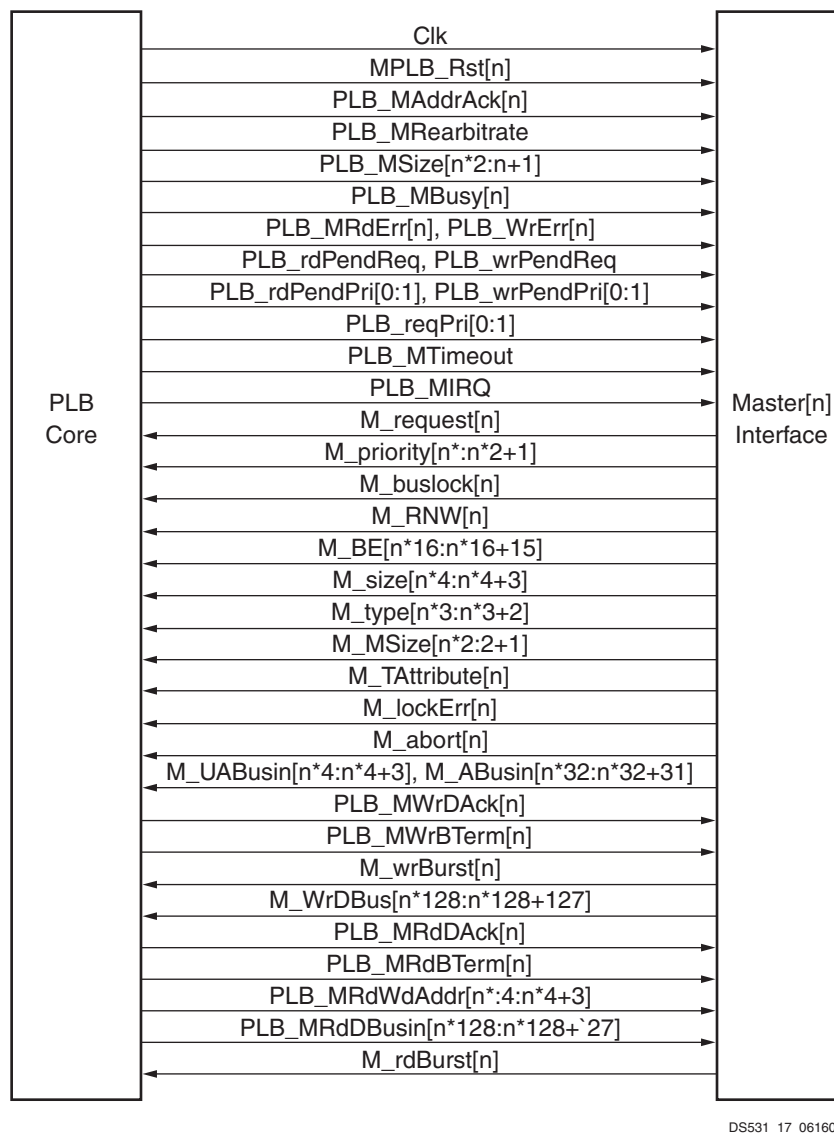 Clk
MPLB_Rst[n]
PLB_MAddrAck[n]
PLB_MRearbitrate
PLB_MSize[n*2:n+1]
PLB_MBusy[n]
PLB_MRdErr[n], PLB_WrErr[n]
PLB_rdPendReq, PLB_wrPendReq
PLB_rdPendPri[0:1], PLB_wrPendPri[0:1]
PLB_reqPri[0:1]
PLB_MTimeout
PLB_MIRQ
PLB
Core
Master[n]
Interface
M_request[n]
M_priority[n*:n*2+1]
M_buslock[n]
M_RNW[n]
M_BE[n*16:n*16+15]
M_size[n*4:n*4+3]
M_type[n*3:n*3+2]
M_MSize[n*2:2+1]
M_TAttribute[n]
M_lockErr[n]
M_abort[n]
M_UABusin[n*4:n*4+3], M_ABusin[n*32:n*32+31]
PLB_MWrDAck[n]
PLB_MWrBTerm[n]
M_wrBurst[n]
M_WrDBus[n*128:n*128+127]
PLB_MRdDAck[n]
PLB_MRdBTerm[n]
PLB_MRdWdAddr[n*:4:n*4+3]
PLB_MRdDBusin[n*128:n*128+`27]
M_rdBurst[n]
DS531_17_06160